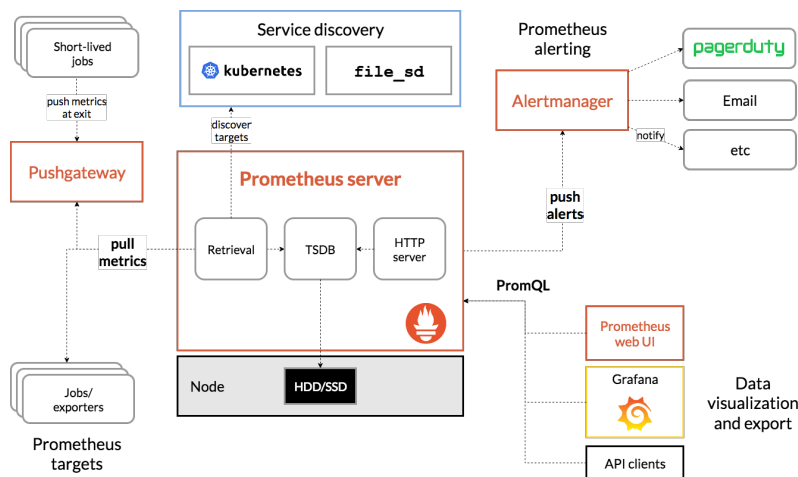 Short-lived
jobs
push metrics
at exit
Pushgateway
pull
metrics
Jobs/
exporters
Prometheus
targets
Service discovery
kubernetes
file_sd
discover
targets
Prometheus server
Retrieval
TSDB
HTTP
server
Node
HDD/SSD
Prometheus
alerting
Alertmanager
pagerduty
Email
notify
etc
push
alerts
PromQL
Prometheus
web UI
Grafana
API clients
Data
visualization
and export